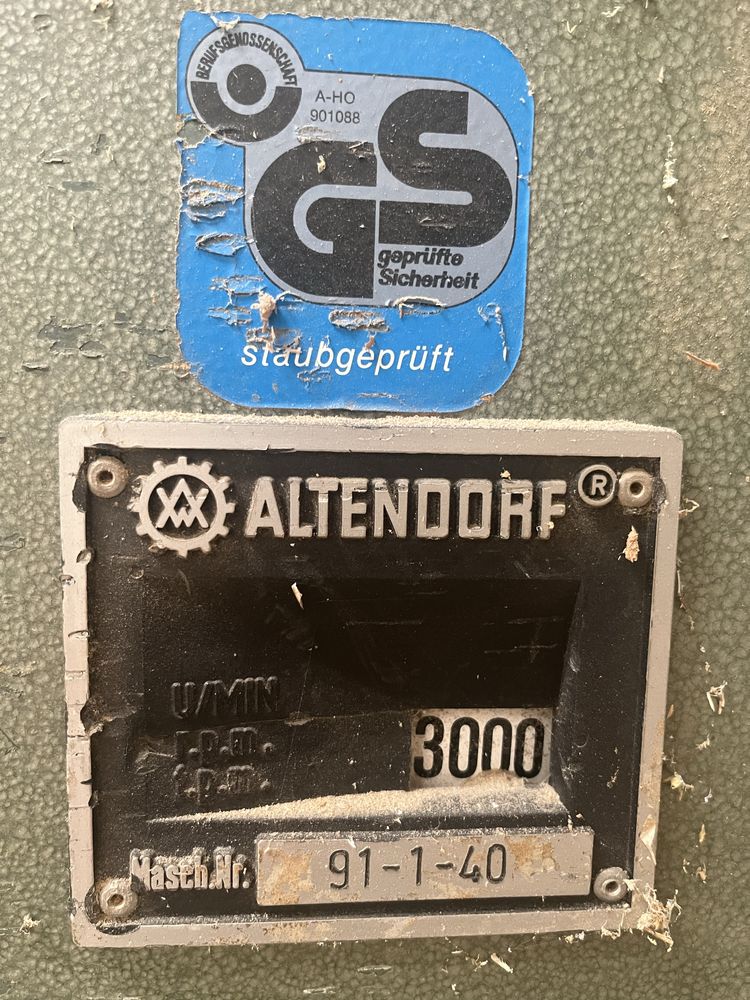 BERUFSGENOSSENSCHAFT
A-HO
901088
GS
geprüfte
Sicherheit
staubgeprüft
ALTENDORF®
U/MIN
r.p.m.
t.p.m.
3000
Masch.Nr. 91-1-40